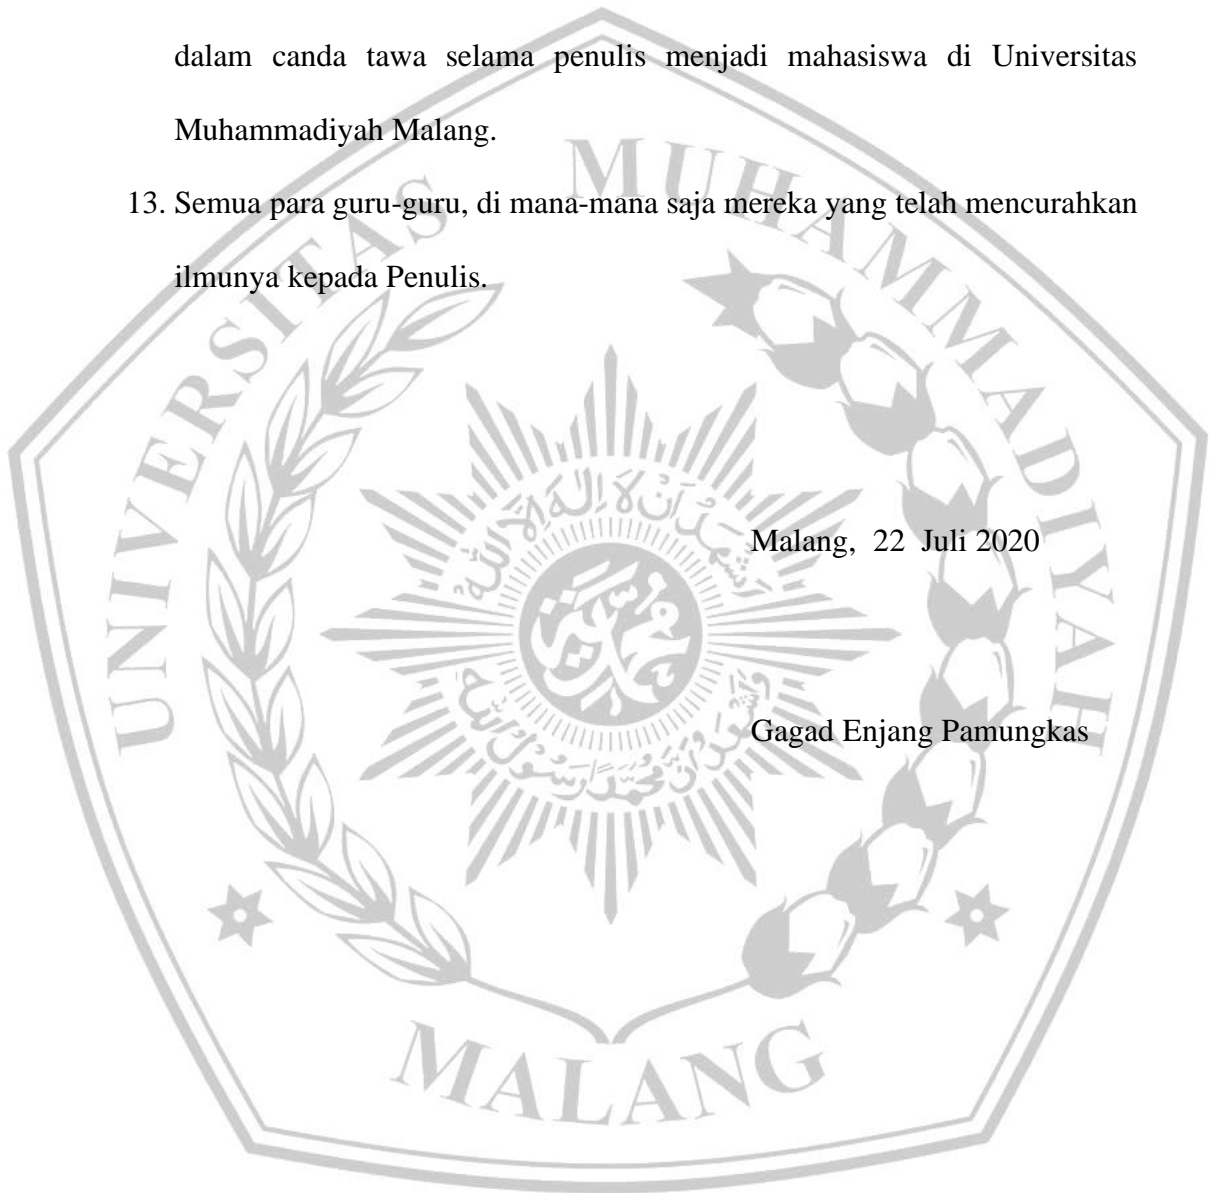 dalam canda tawa selama penulis menjadi mahasiswa di Universitas
Muhammadiyah Malang.
13. Semua para guru-guru, di mana-mana saja mereka yang telah mencurahkan
ilmunya kepada Penulis.
Malang, 22 Juli 2020
Gagad Enjang Pamungkas
UNIVERSITAS MUHAMMADIYAH
MALANG